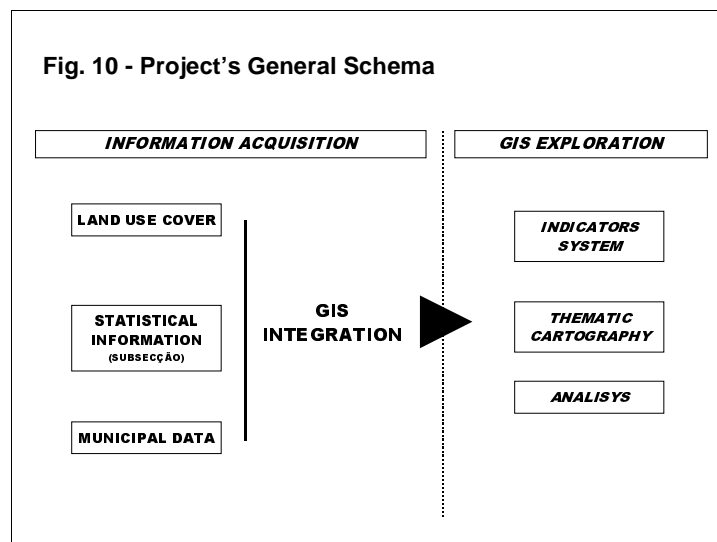 Fig. 10 - Project's General Schema
INFORMATION ACQUISITION
GIS EXPLORATION
LAND USE COVER
STATISTICAL
INFORMATION
(SUBSECÇÃO)
MUNICIPAL DATA
GIS
INTEGRATION
INDICATORS
SYSTEM
THEMATIC
CARTOGRAPHY
ANALISYS